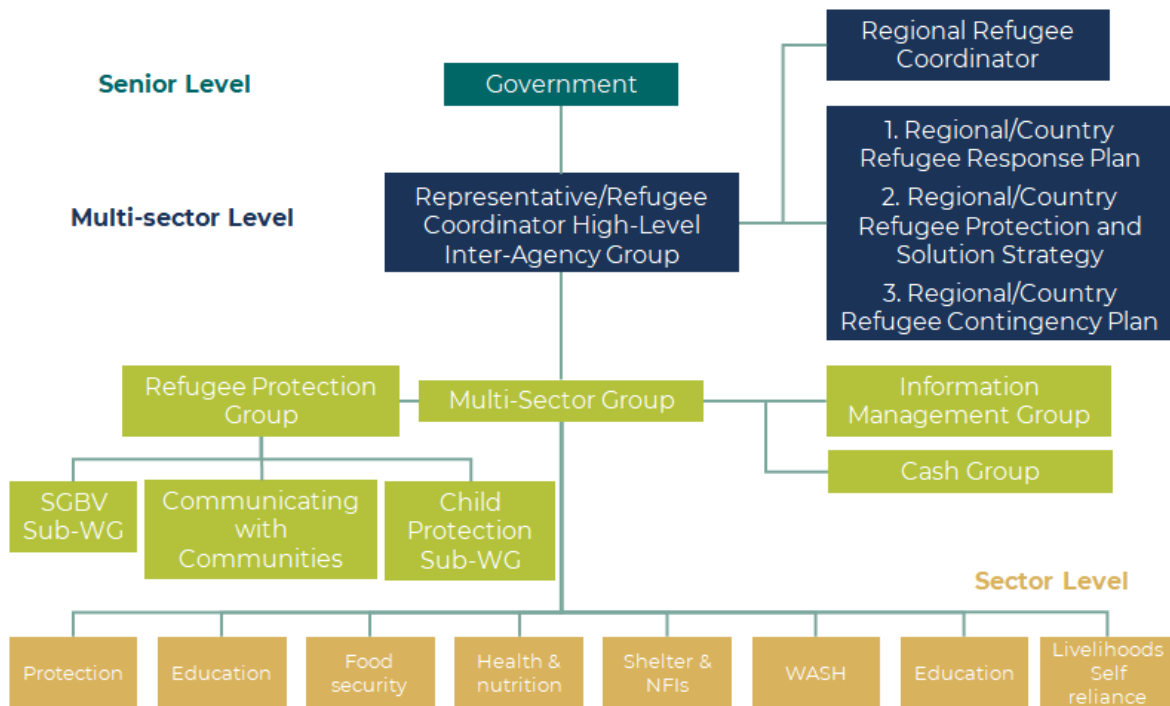 Regional Refugee
Coordinator
Senior Level
Government
1. Regional/Country
Refugee Response Plan
2. Regional/Country
Refugee Protection and
Solution Strategy
3. Regional/Country
Refugee Contingency Plan
Multi-sector Level
Representative/Refugee
Coordinator High-Level
Inter-Agency Group
Refugee Protection
Group
Multi-Sector Group
Information
Management Group
Cash Group
SGBV
Sub-WG
Communicating
with
Communities
Child
Protection
Sub-WG
Sector Level
Protection
Education
Food
security
Health &
nutrition
Shelter &
NFIs
WASH
Education
Livelihoods
Self
reliance